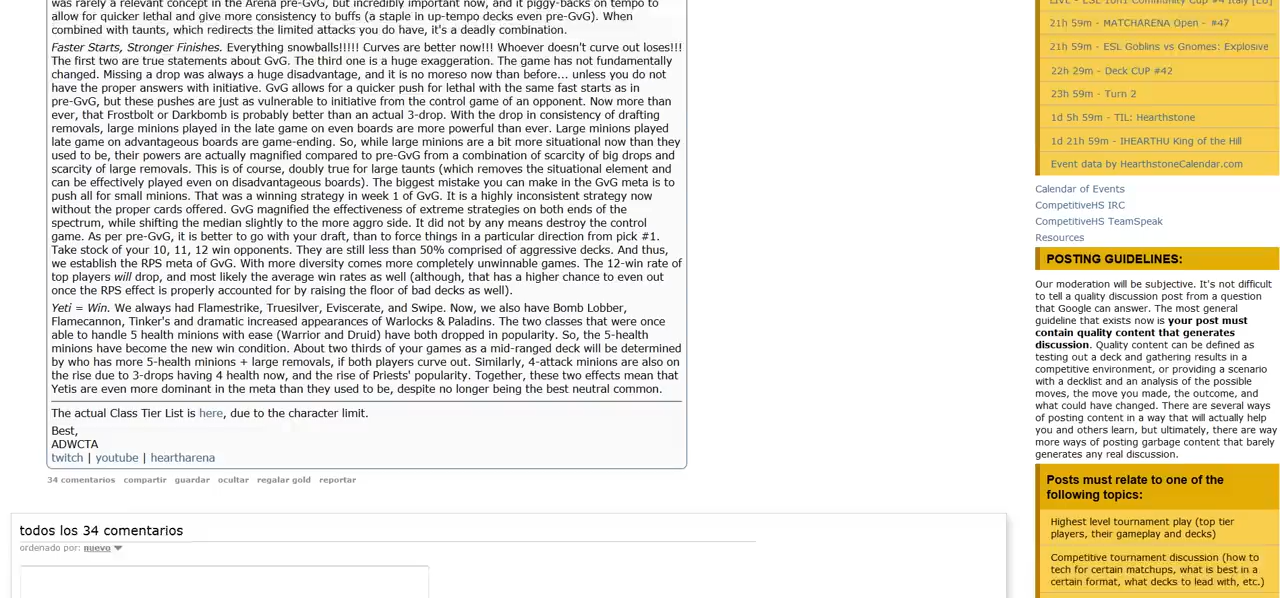 was rarely a relevant concept in the Arena pre-GvG, but incredibly important now, and it piggy-backs on tempo to
allow for quicker lethal and give more consistency to buffs (a staple in up-tempo decks even pre-GvG). When
combined with taunts, which redirects the limited attacks you do have, it's a deadly combination.
Faster Starts, Stronger Finishes. Everything snowballs!!!!! Curves are better now!!! Whoever doesn't curve out loses!!!
The first two are true statements about GvG. The third one is a huge exaggeration. The game has not fundamentally
changed. Missing a drop was always a huge disadvantage, and it is no moreso now than before... unless you do not
have the proper answers with initiative. GvG allows for a quicker push for lethal with the same fast starts as in
pre-GvG, but these pushes are just as vulnerable to initiative from the control game of an opponent. Now more than
ever, that Frostbolt or Darkbomb is probably better than an actual 3-drop. With the drop in consistency of drafting
removals, large minions played in the late game on even boards are more powerful than ever. Large minions played
late game on advantageous boards are game-ending. So, while large minions are a bit more situational now than they
used to be, their powers are actually magnified compared to pre-GvG from a combination of scarcity of big drops and
scarcity of large removals. This is of course, doubly true for large taunts (which removes the situational element and
can be effectively played even on disadvantageous boards). The biggest mistake you can make in the GvG meta is to
push all for small minions. That was a winning strategy in week 1 of GvG. It is a highly inconsistent strategy now
without the proper cards offered. GvG magnified the effectiveness of extreme strategies on both ends of the
spectrum, while shifting the median slightly to the more aggro side. It did not by any means destroy the control
game. As per pre-GvG, it is better to go with your draft, than to force things in a particular direction from pick #1.
Take stock of your 10, 11, 12 win opponents. They are still less than 50% comprised of aggressive decks. And thus,
we establish the RPS meta of GvG. With more diversity comes more completely unwinnable games. The 12-win rate of
top players will drop, and most likely the average win rates as well (although, that has a higher chance to even out
once the RPS effect is properly accounted for by raising the floor of bad decks as well).
Yeti = Win. We always had Flamestrike, Truesilver, Eviscerate, and Swipe. Now, we also have Bomb Lobber,
Flamecannon, Tinker's and dramatic increased appearances of Warlocks & Paladins. The two classes that were once
able to handle 5 health minions with ease (Warrior and Druid) have both dropped in popularity. So, the 5-health
minions have become the new win condition. About two thirds of your games as a mid-ranged deck will be determined
by who has more 5-health minions + large removals, if both players curve out. Similarly, 4-attack minions are also on
the rise due to 3-drops having 4 health now, and the rise of Priests' popularity. Together, these two effects mean that
Yetis are even more dominant in the meta than they used to be, despite no longer being the best neutral common.
The actual Class Tier List is here, due to the character limit.
Best,
ADWCTA
twitch | youtube | heartharena
34 comentarios compartir guardar ocultar regalar gold reportar
todos los 34 comentarios
ordenado por: nuevo
LIVE - ESL 1on1 Community Cup #4 Italy [EU]
21h 59m - MATCHARENA Open - #47
21h 59m - ESL Goblins vs Gnomes: Explosive
22h 29m - Deck CUP #42
23h 59m - Turn 2
1d 5h 59m - TIL: Hearthstone
1d 21h 59m - IHEARTHU King of the Hill
Event data by HearthstoneCalendar.com
Calendar of Events
CompetitiveHS IRC
CompetitiveHS TeamSpeak
Resources
POSTING GUIDELINES:
Our moderation will be subjective. It's not difficult
to tell a quality discussion post from a question
that Google can answer. The most general
guideline that exists now is your post must
contain quality content that generates
discussion. Quality content can be defined as
testing out a deck and gathering results in a
competitive environment, or providing a scenario
with a decklist and an analysis of the possible
moves, the move you made, the outcome, and
what could have changed. There are several ways
of posting content in a way that will actually help
you and others learn, but ultimately, there are way
more ways of posting garbage content that barely
generates any real discussion.
Posts must relate to one of the
following topics:
Highest level tournament play (top tier
players, their gameplay and decks)
Competitive tournament discussion (how to
tech for certain matchups, what is best in a
certain format, what decks to lead with, etc.)